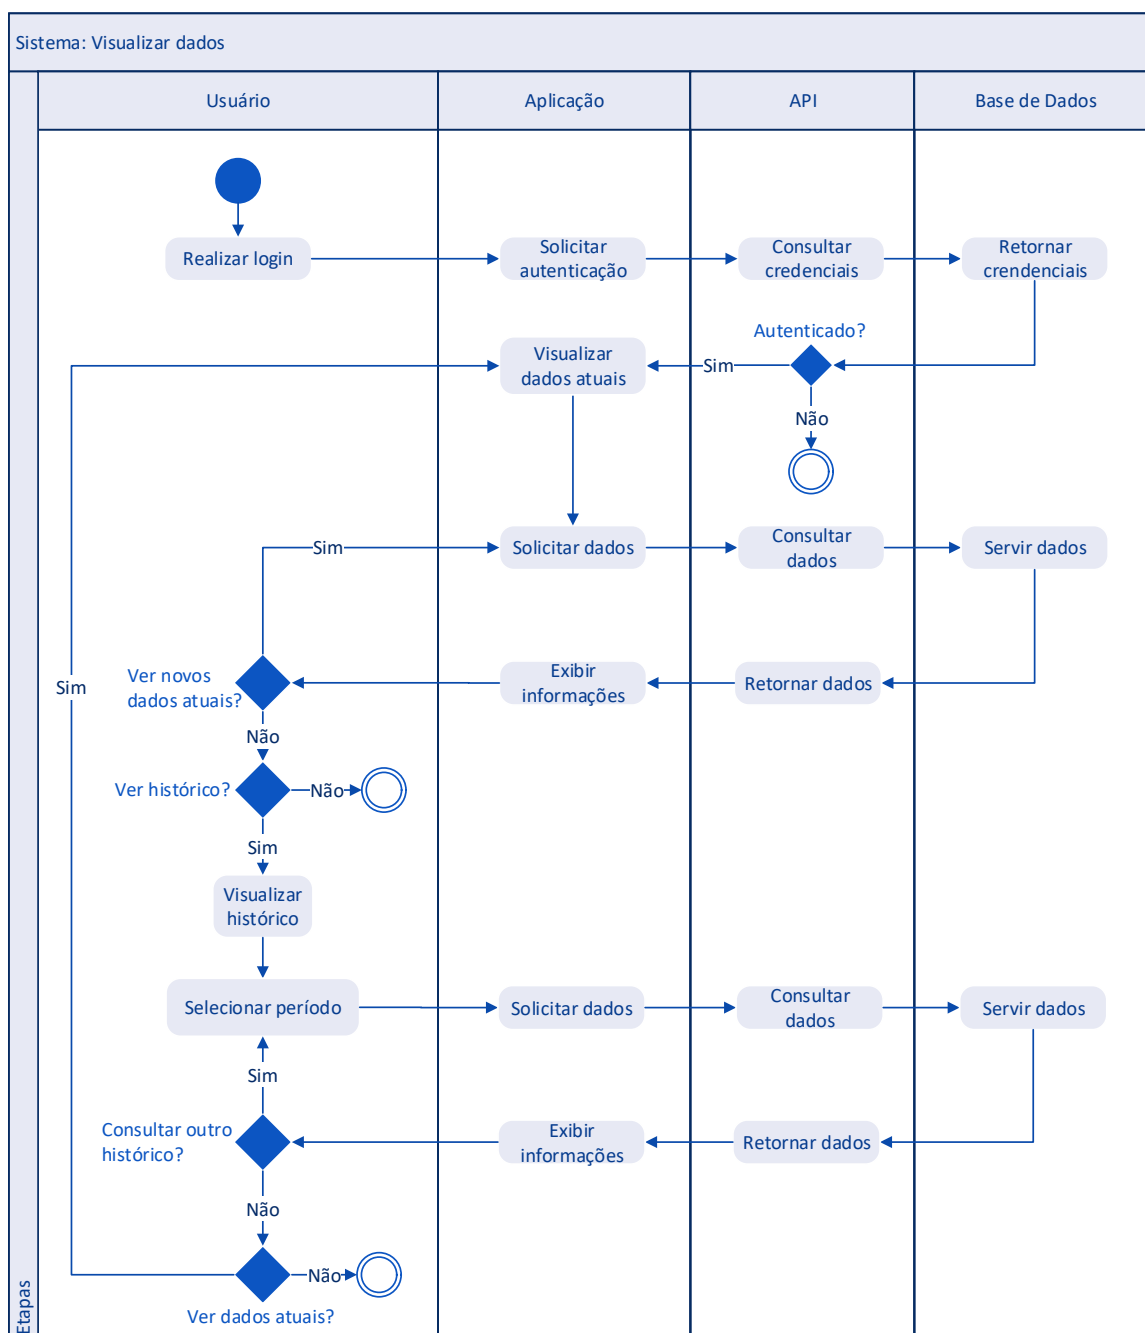 Sistema: Visualizar dados
Usuário
Aplicação
API
Base de Dados
Realizar login
Solicitar
autenticação
Consultar
credenciais
Retornar
crendenciais
Autenticado?
Visualizar
dados atuais
Sim
Não
Sim
Solicitar dados
Consultar
dados
Servir dados
Ver novos
dados atuais?
Exibir
informações
Retornar dados
Sim
Não
Ver histórico?
Não
Sim
Visualizar
histórico
Selecionar período
Solicitar dados
Consultar
dados
Servir dados
Sim
Consultar outro
histórico?
Exibir
informações
Retornar dados
Não
Não
Ver dados atuais?
Etapas